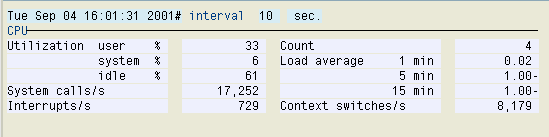 Tue Sep 04 16:01:31 2001# interval 10 sec.
CPU
Utilization user % 33 Count 4
system % 6 Load average 1 min 0.02
idle % 61 5 min 1.00-
System calls/s 17,252 15 min 1.00-
Interrupts/s 729 Context switches/s 8,179